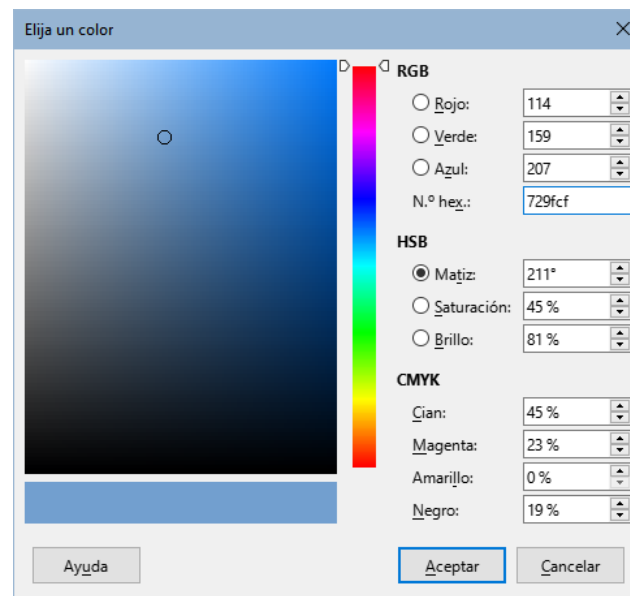 Elija un color
RGB
Rojo: 114
Verde: 159
Azul: 207
N.º hex.: 729fcf
HSB
Matiz: 211°
Saturación: 45 %
Brillo: 81 %
CMYK
Cian: 45 %
Magenta: 23 %
Amarillo: 0 %
Negro: 19 %
Ayuda Aceptar Cancelar